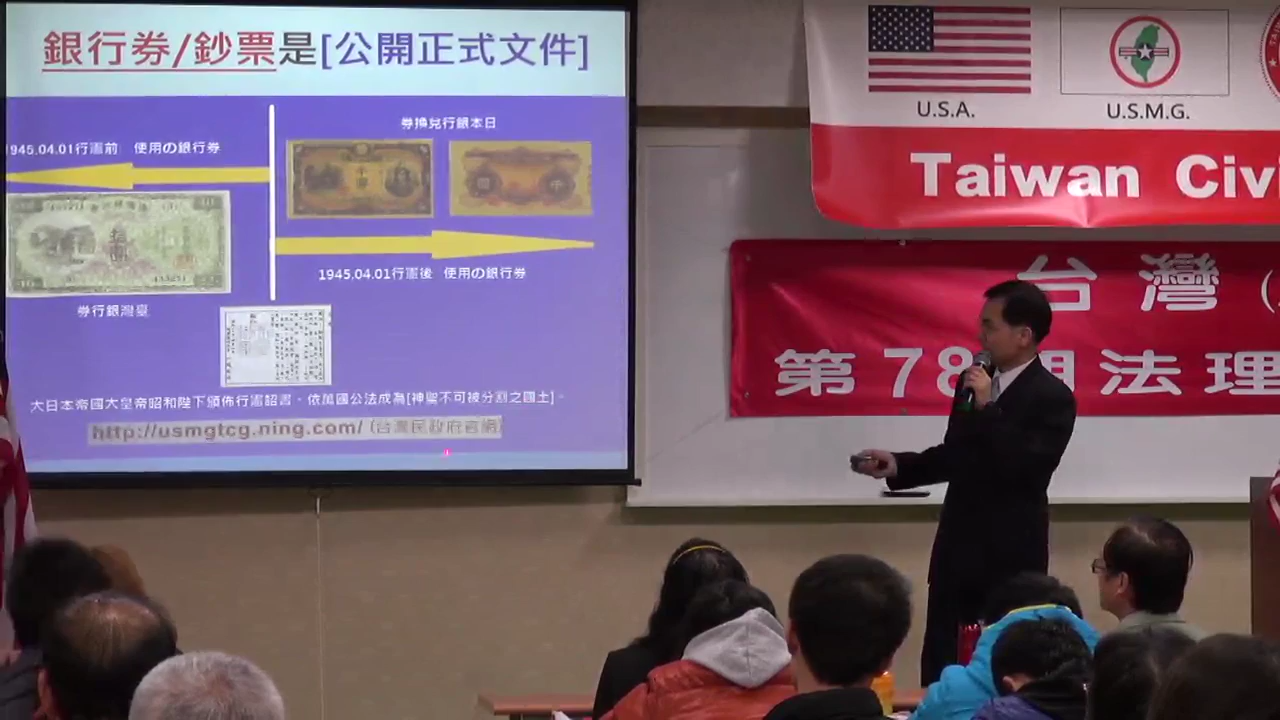 銀行券/鈔票是[公開正式文件]
1945.04.01行憲前 使用の銀行券
券換兌行銀本日
1945.04.01行憲後 使用の銀行券
券行銀灣臺
大日本帝國大皇帝昭和陛下頒佈行憲詔書，依萬國公法成為[神聖不可被分割之國土]。
http://usmgtcg.ning.com/ (台灣民政府官網)
U.S.A.
U.S.M.G.
Taiwan Civ
台灣(
第78期法理